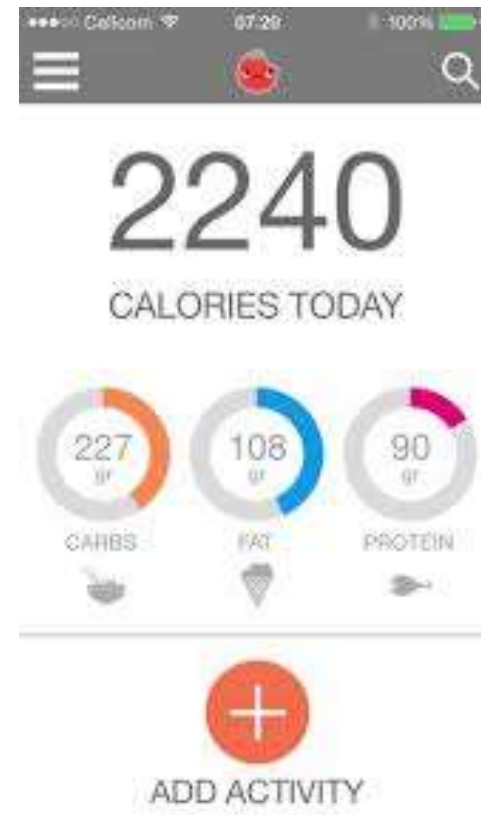 Cellcom 07:29 100%
2240
CALORIES TODAY
227 108 90
gr gr gr
CARBS FAT PROTEIN
ADD ACTIVITY